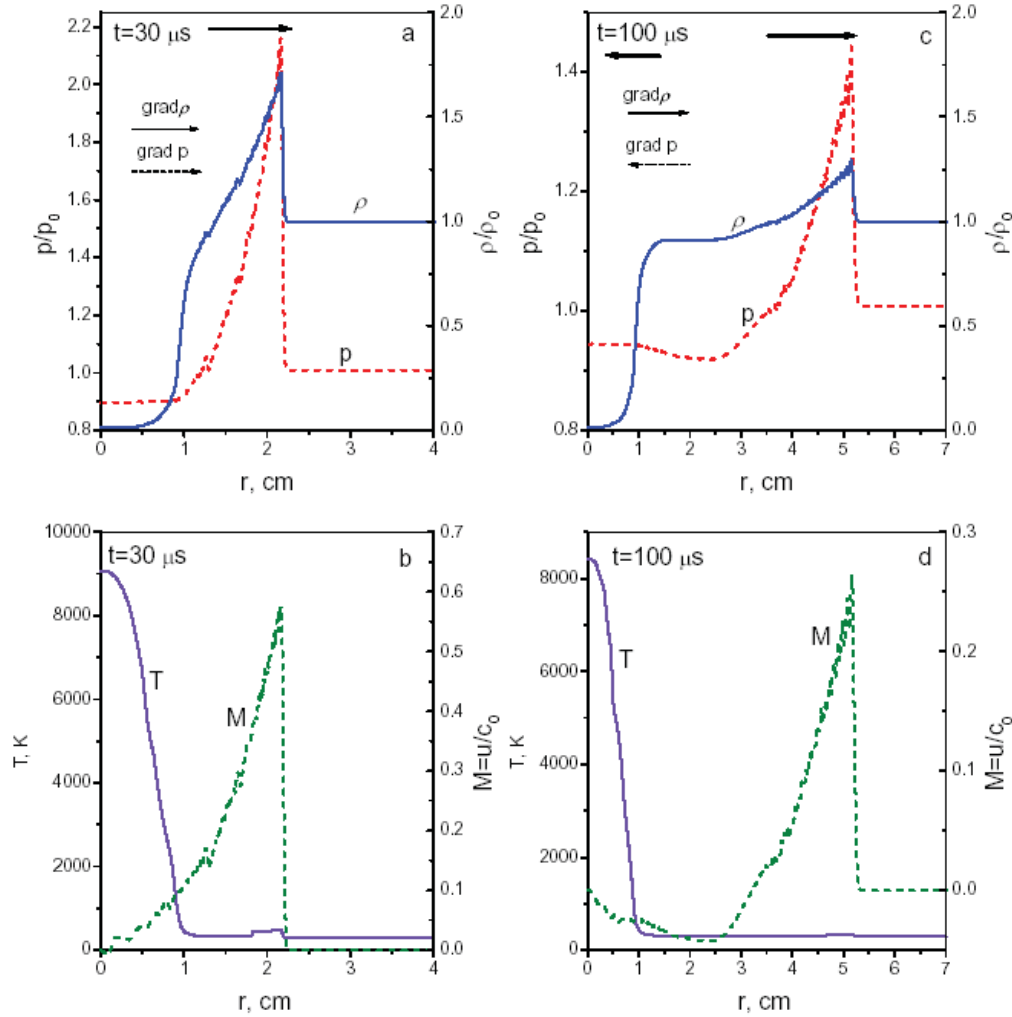 t=30 μs
a
gradρ
grad p
ρ
p
2.2
2.0
1.8
1.6
1.4
1.2
1.0
0.8
p/p₀
2.0
1.5
1.0
0.5
0.0
ρ/ρ₀
0 1 2 3 4
r, cm
t=100 μs
c
gradρ
grad p
ρ
p
1.4
1.2
1.0
0.8
p/p₀
2.0
1.5
1.0
0.5
0.0
ρ/ρ₀
0 1 2 3 4 5 6 7
r, cm
t=30 μs
b
T
M
10000
8000
6000
4000
2000
0
T, K
0.7
0.6
0.5
0.4
0.3
0.2
0.1
0.0
M=u/c₀
0 1 2 3 4
r, cm
t=100 μs
d
T
M
8000
6000
4000
2000
0
T, K
0.3
0.2
0.1
0.0
M=u/c₀
0 1 2 3 4 5 6 7
r, cm